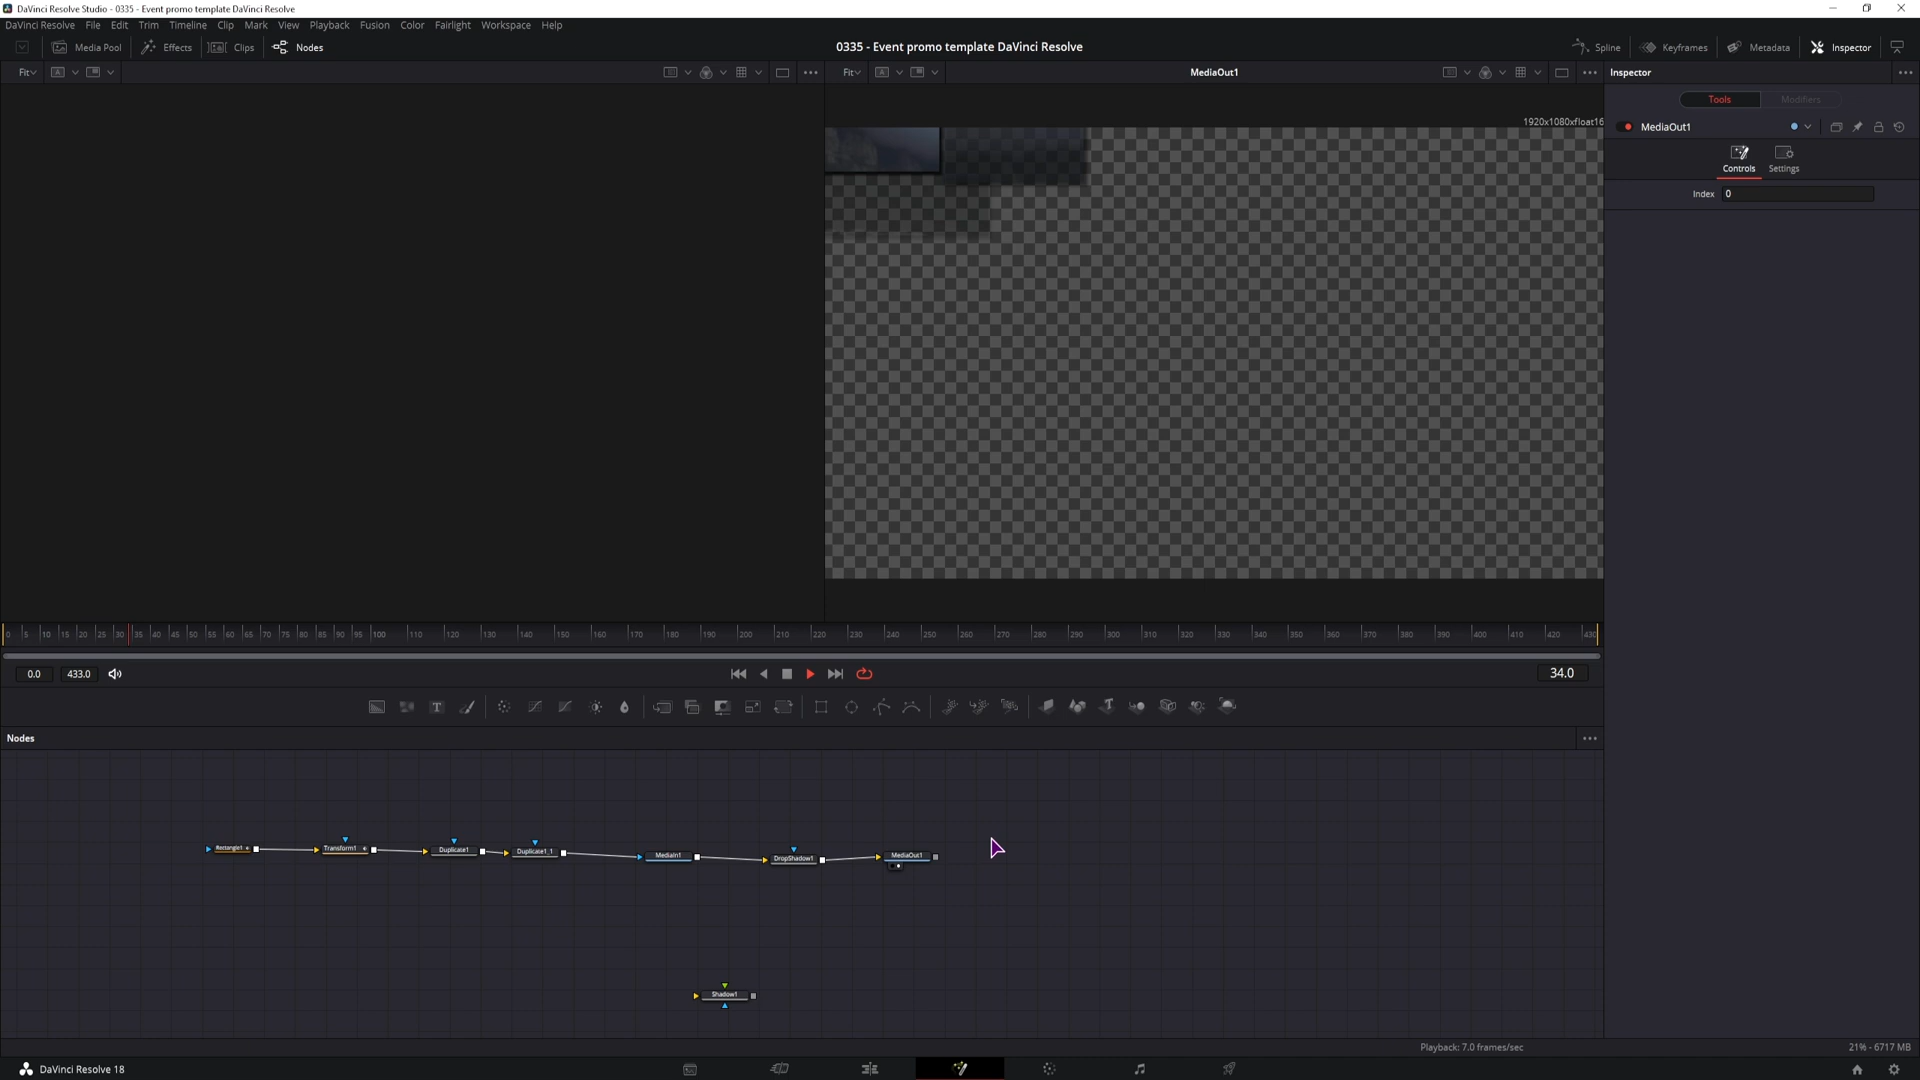 DaVinci Resolve Studio - 0335 - Event promo template DaVinci Resolve
DaVinci Resolve File Edit Trim Timeline Clip Mark View Playback Fusion Color Fairlight Workspace Help
Media Pool Effects Clips Nodes
0335 - Event promo template DaVinci Resolve
Spline Keyframes Metadata Inspector
Fit
Fit
MediaOut1
Inspector
Tools Modifiers
1920x1080xfloat16
MediaOut1
Controls Settings
Index 0
0 5 10 15 20 25 30 35 40 45 50 55 60 65 70 75 80 85 90 95 100 110 120 130 140 150 160 170 180 190 200 210 220 230 240 250 260 270 280 290 300 310 320 330 340 350 360 370 380 390 400 410 420 430
0.0 433.0
34.0
Nodes
Rectangle1 Transform1 Duplicate1 Duplicate1_1 MediaIn1 DropShadow1 MediaOut1
Shadow1
Playback: 7.0 frames/sec
21% - 6717 MB
DaVinci Resolve 18